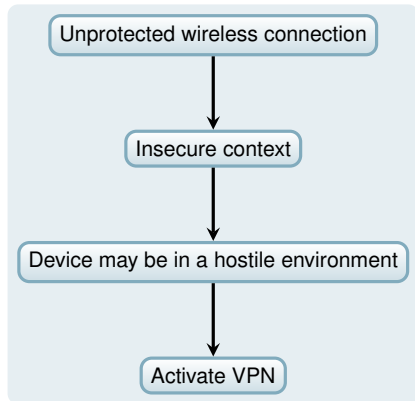 Unprotected wireless connection
Insecure context
Device may be in a hostile environment
Activate VPN